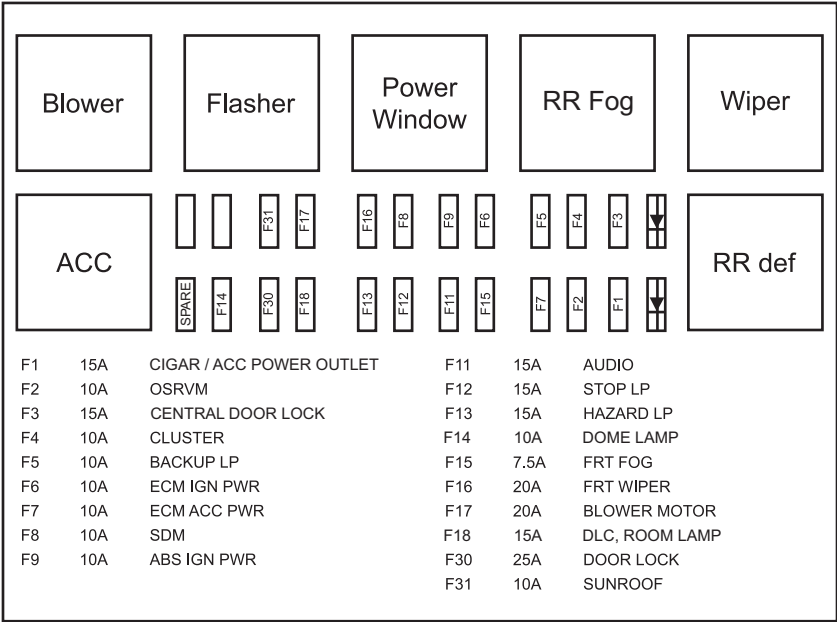 Blower
Flasher
Power
Window
RR Fog
Wiper
ACC
F31
F17
F16
F8
F9
F6
F5
F4
F3
RR def
SPARE
F14
F30
F18
F13
F12
F11
F15
F7
F2
F1
F1 15A CIGAR / ACC POWER OUTLET
F2 10A OSRVM
F3 15A CENTRAL DOOR LOCK
F4 10A CLUSTER
F5 10A BACKUP LP
F6 10A ECM IGN PWR
F7 10A ECM ACC PWR
F8 10A SDM
F9 10A ABS IGN PWR
F11 15A AUDIO
F12 15A STOP LP
F13 15A HAZARD LP
F14 10A DOME LAMP
F15 7.5A FRT FOG
F16 20A FRT WIPER
F17 20A BLOWER MOTOR
F18 15A DLC, ROOM LAMP
F30 25A DOOR LOCK
F31 10A SUNROOF